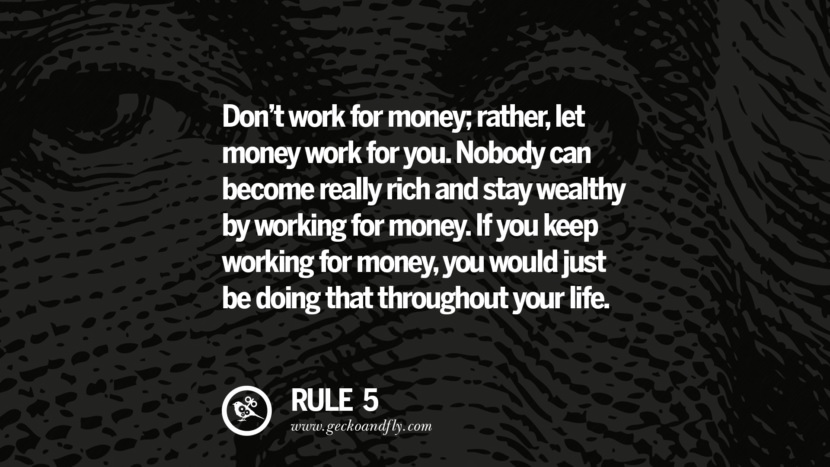 Don't work for money; rather, let
money work for you. Nobody can
become really rich and stay wealthy
by working for money. If you keep
working for money, you would just
be doing that throughout your life.
RULE 5
www.geckoandfly.com